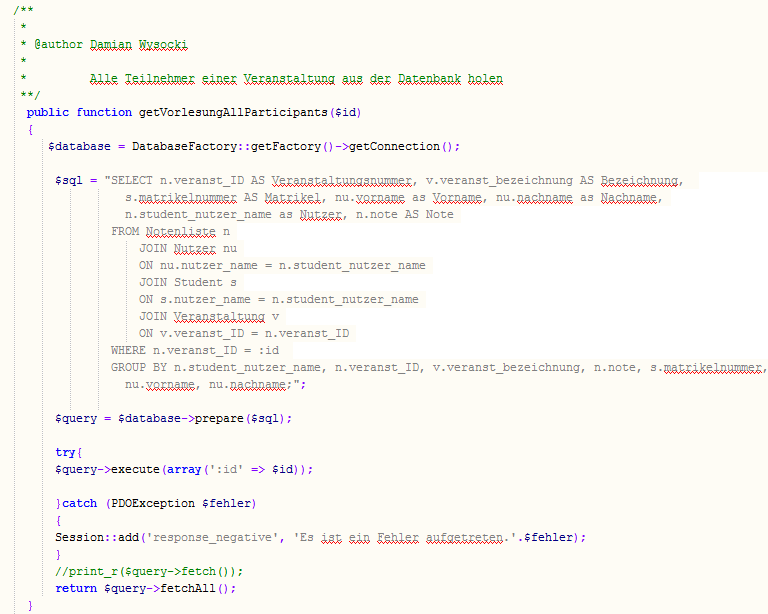 /**
*
* @author Damian Wysocki
*
* Alle Teilnehmer einer Veranstaltung aus der Datenbank holen
**/
public function getVorlesungAllParticipants($id)
{
$database = DatabaseFactory::getFactory()->getConnection();
$sql = "SELECT n.veranst_ID AS Veranstaltungsnummer, v.veranst_bezeichnung AS Bezeichnung,
s.matrikelnummer AS Matrikel, nu.vorname as Vorname, nu.nachname as Nachname,
n.student_nutzer_name as Nutzer, n.note AS Note
FROM Notenliste n
JOIN Nutzer nu
ON nu.nutzer_name = n.student_nutzer_name
JOIN Student s
ON s.nutzer_name = n.student_nutzer_name
JOIN Veranstaltung v
ON v.veranst_ID = n.veranst_ID
WHERE n.veranst_ID = :id
GROUP BY n.student_nutzer_name, n.veranst_ID, v.veranst_bezeichnung, n.note, s.matrikelnummer,
nu.vorname, nu.nachname;";
$query = $database->prepare($sql);
try{
$query->execute(array(':id' => $id));
}catch (PDOException $fehler)
{
Session::add('response_negative', 'Es ist ein Fehler aufgetreten.'.$fehler);
}
//print_r($query->fetch());
return $query->fetchAll();
}